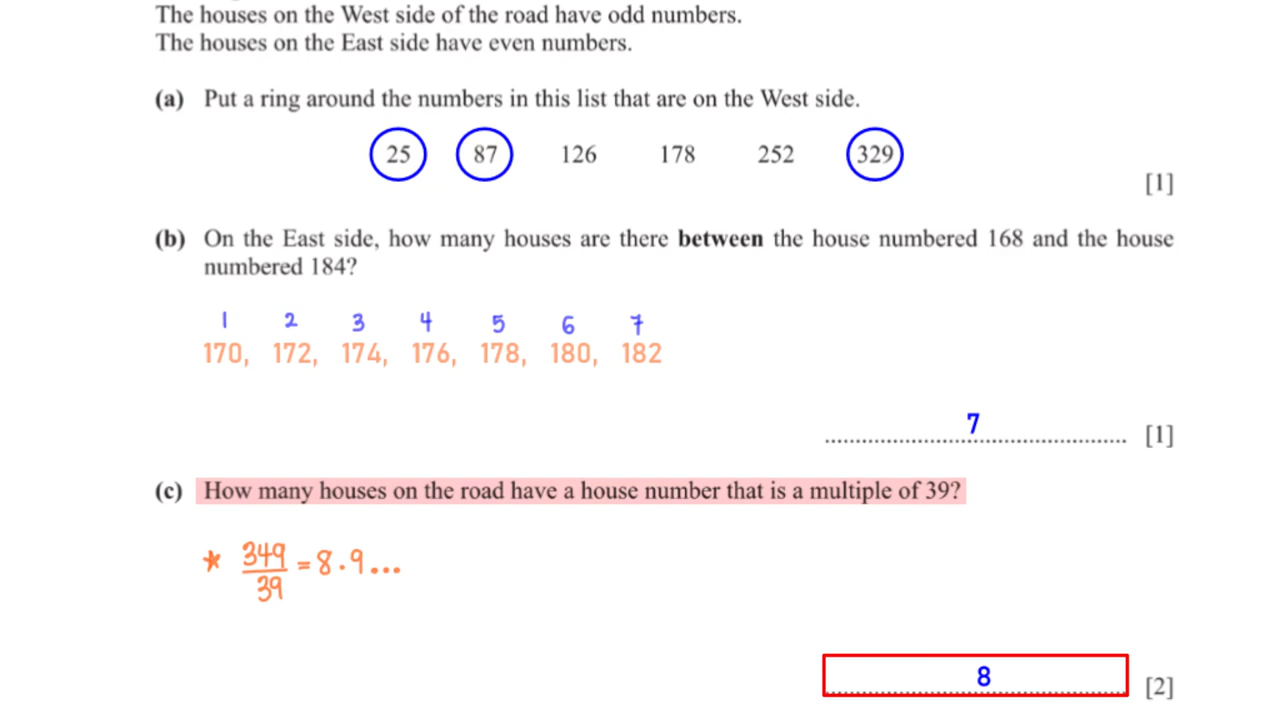 The houses on the West side of the road have odd numbers.
The houses on the East side have even numbers.
(a) Put a ring around the numbers in this list that are on the West side.
25 87 126 178 252 329
[1]
(b) On the East side, how many houses are there between the house numbered 168 and the house
numbered 184?
1 2 3 4 5 6 7
170, 172, 174, 176, 178, 180, 182
7
[1]
(c) How many houses on the road have a house number that is a multiple of 39?
* 349/39 = 8.9...
8
[2]